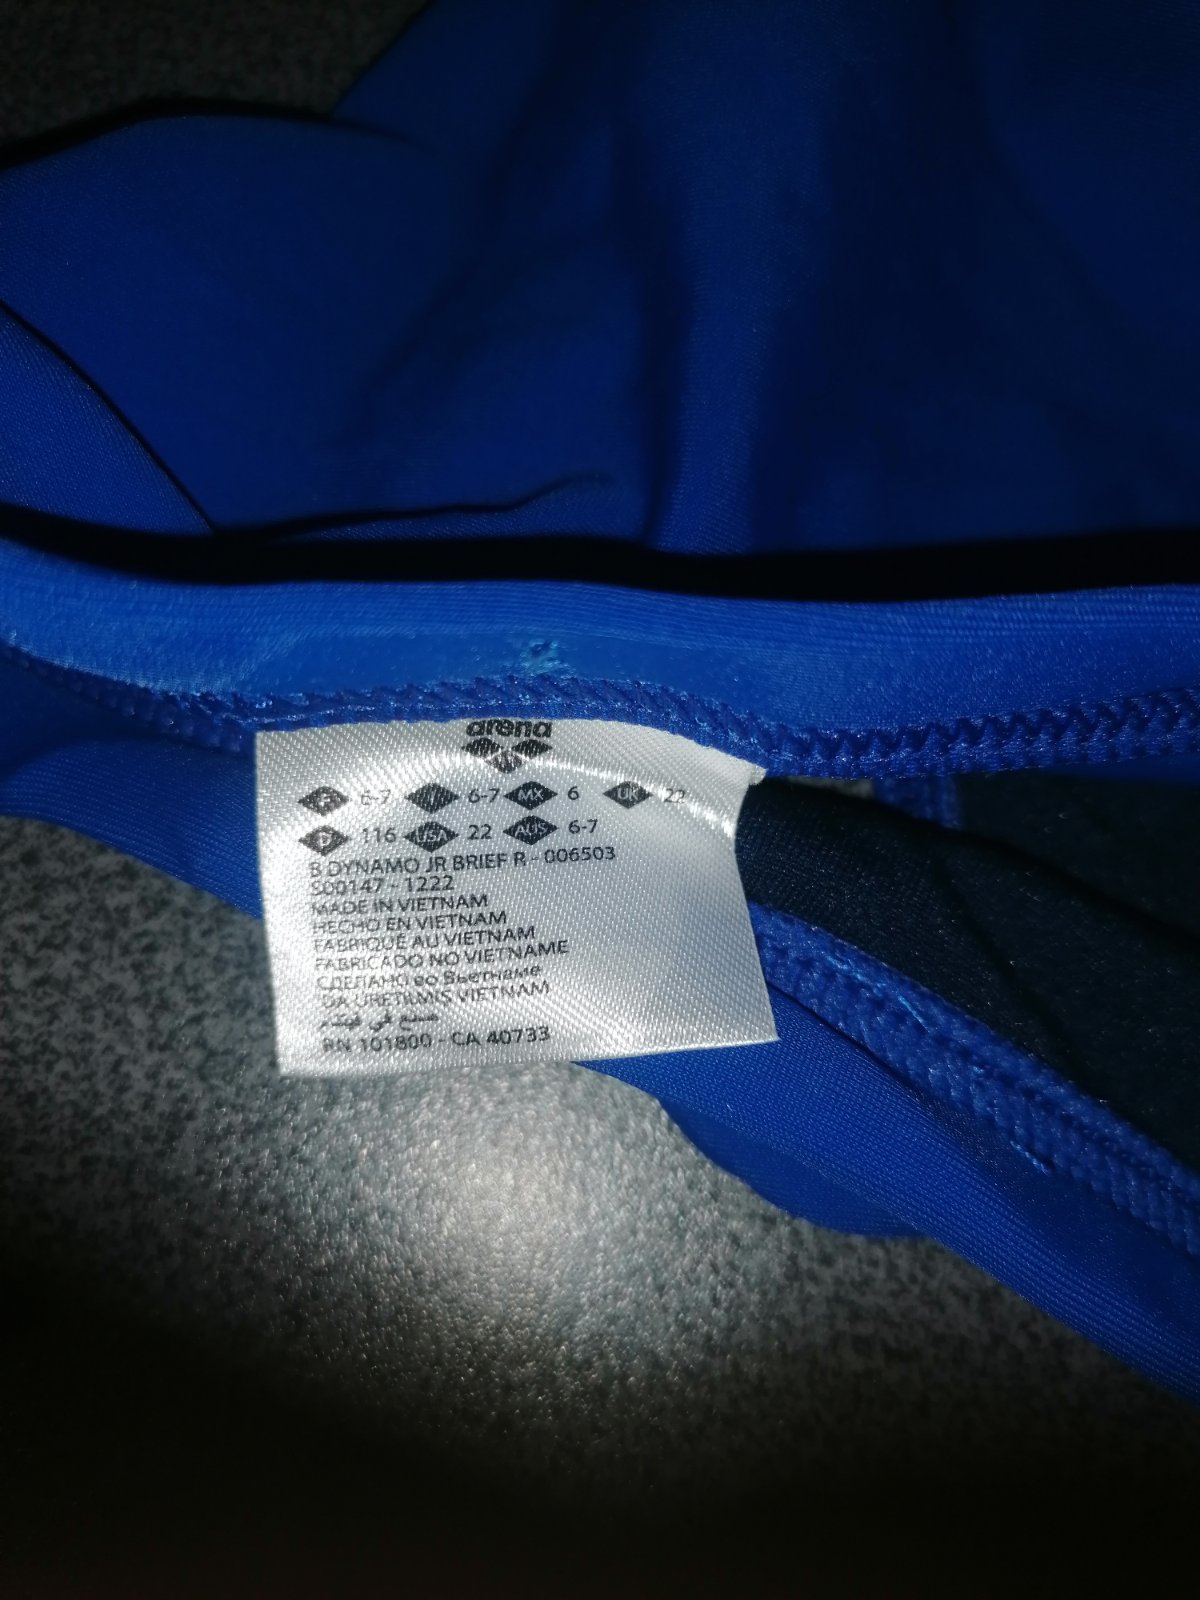 arena
F 6-7 6-7 MX 6 UK 22
D 116 USA 22 AUS 6-7
B DYNAMO JR BRIEF R - 006503
S00147 - 1222
MADE IN VIETNAM
HECHO EN VIETNAM
FABRIQUÉ AU VIETNAM
FABRICADO NO VIETNAME
СДЕЛАНО во Вьетнаме
DA ÜRETILMIS VIETNAM
صنع في فيتنام
RN 101800 - CA 40733